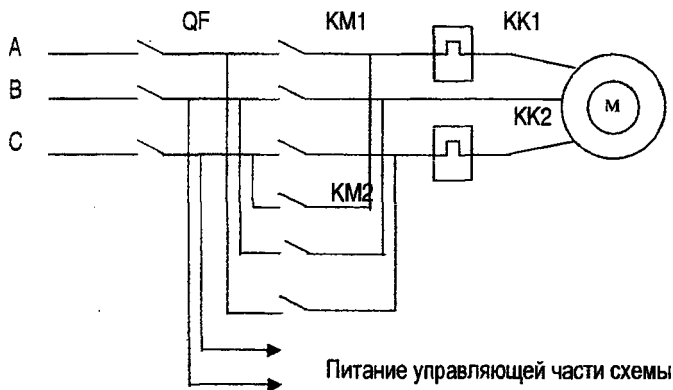 QF KM1 KK1
A
B
M
KK2
C
KM2
Питание управляющей части схемы